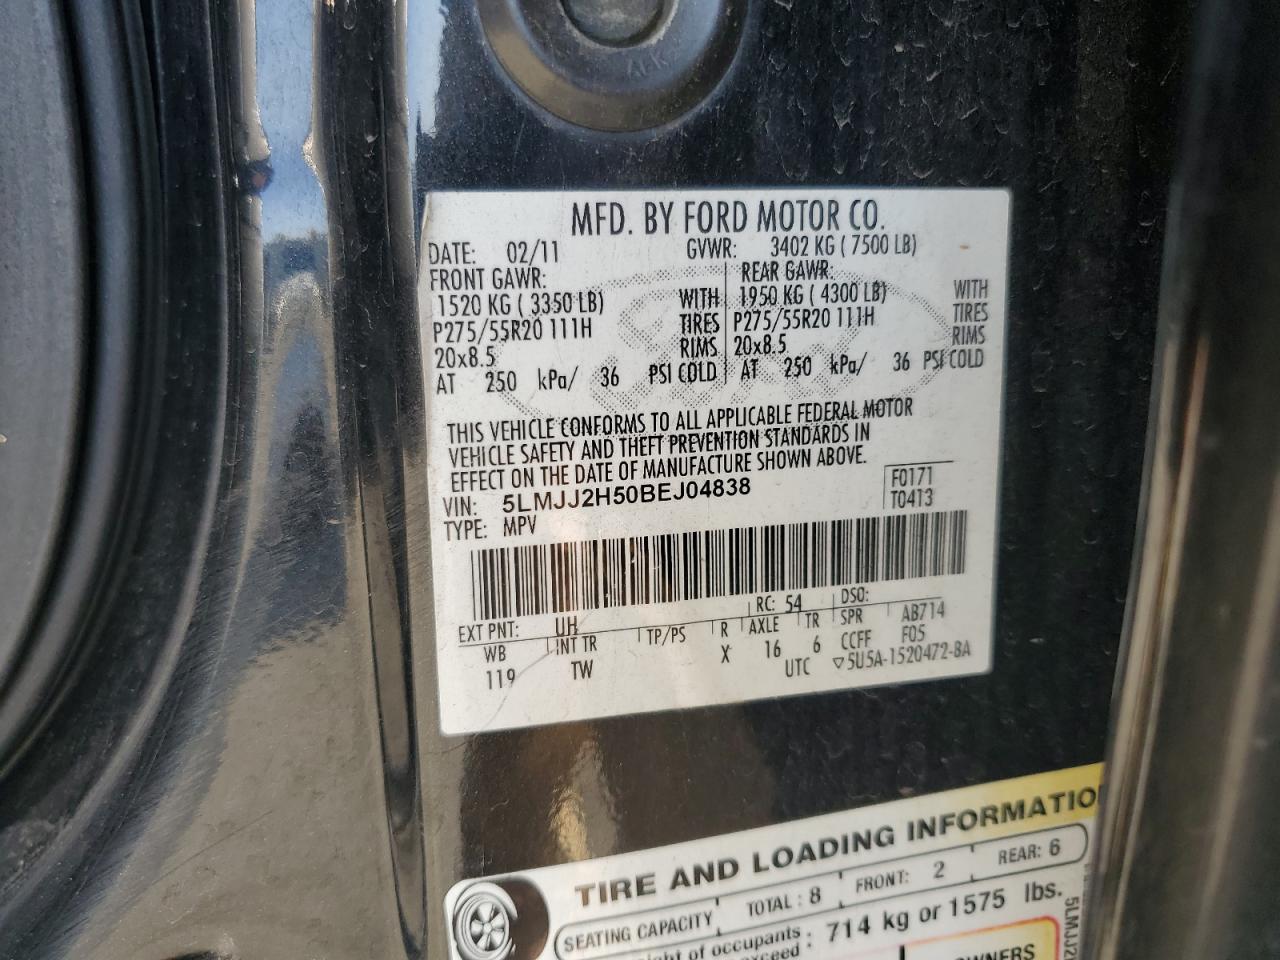 MFD. BY FORD MOTOR CO.
DATE: 02/11 GVWR: 3402 KG ( 7500 LB)
FRONT GAWR: REAR GAWR:
1520 KG ( 3350 LB) WITH 1950 KG ( 4300 LB) WITH
P275/55R20 111H TIRES P275/55R20 111H TIRES
20x8.5 RIMS 20x8.5 RIMS
AT 250 kPa/ 36 PSI COLD AT 250 kPa/ 36 PSI COLD
THIS VEHICLE CONFORMS TO ALL APPLICABLE FEDERAL MOTOR
VEHICLE SAFETY AND THEFT PREVENTION STANDARDS IN
EFFECT ON THE DATE OF MANUFACTURE SHOWN ABOVE.
VIN: 5LMJJ2H50BEJ04838 F0171
TYPE: MPV T0413
EXT PNT: UH RC: 54 DSO: AB714
WB INT TR TP/PS R AXLE TR SPR F05
119 TW X 16 6 CCFF
UTC ▽5U5A-1520472-BA
TIRE AND LOADING INFORMATIO
SEATING CAPACITY TOTAL : 8 FRONT: 2 REAR: 6
ght of occupants : 714 kg or 1575 lbs.
exceed
WNERS
5LMJJ2